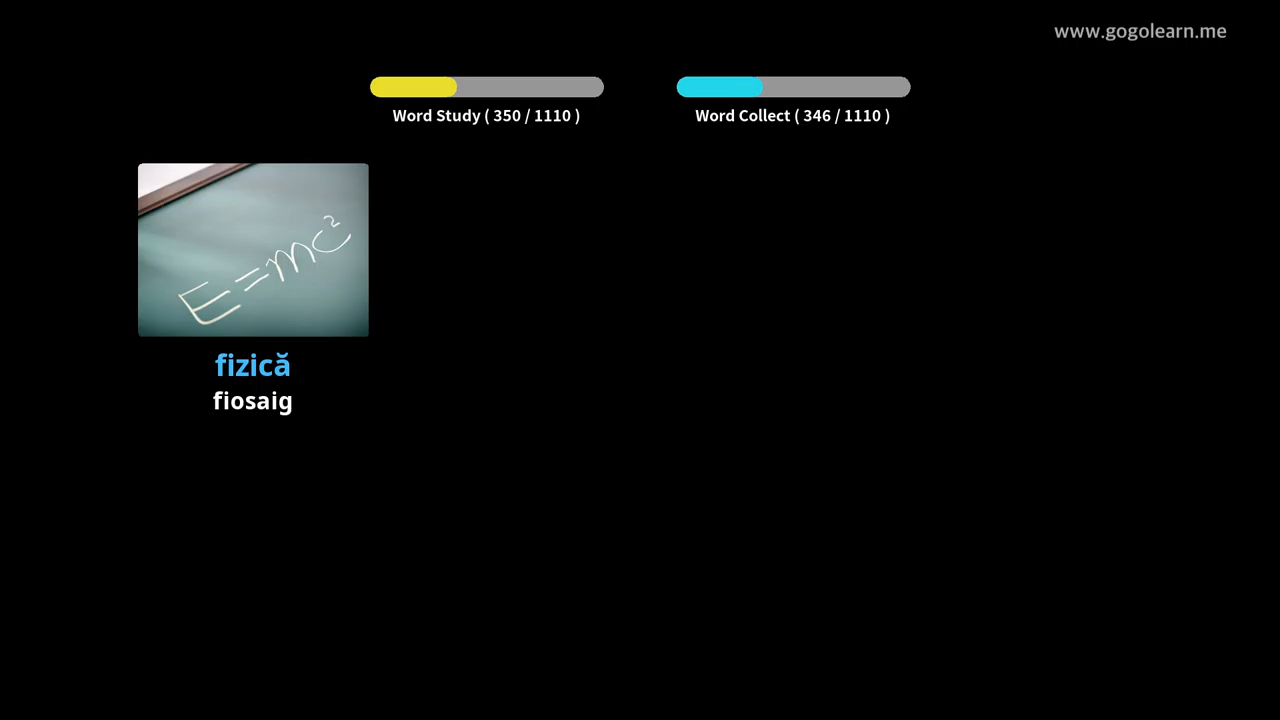 www.gogolearn.me
Word Study ( 350 / 1110 )
Word Collect ( 346 / 1110 )
E=mc²
fizică
fiosaig